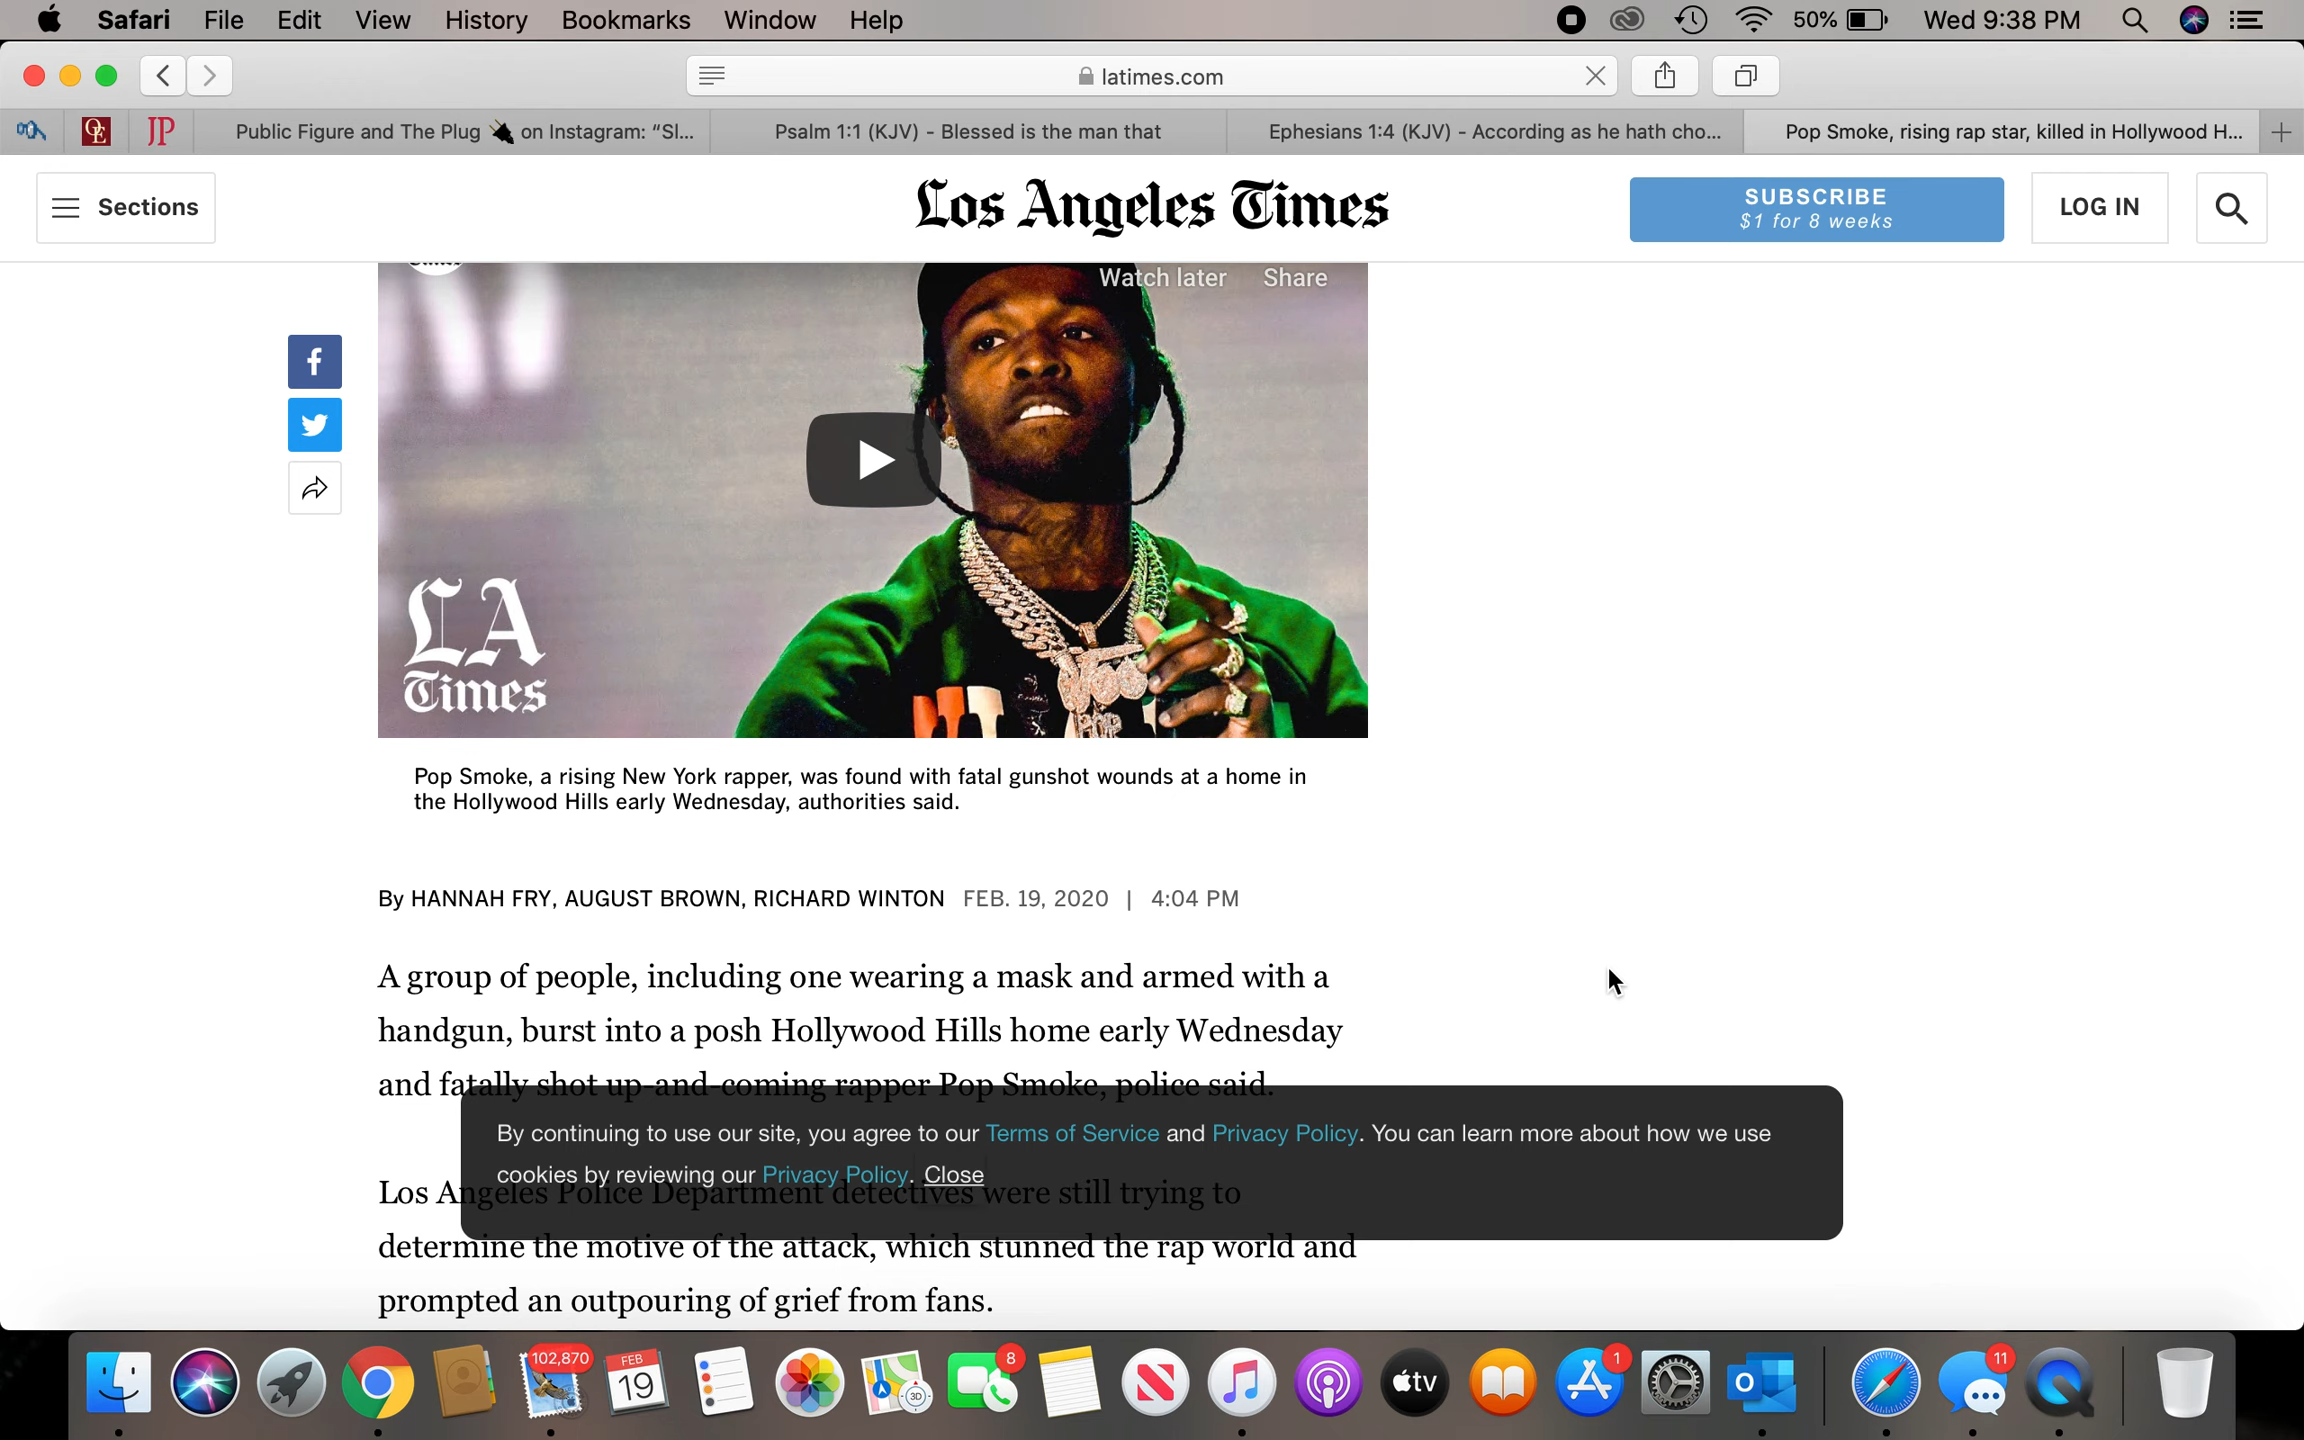 Safari File Edit View History Bookmarks Window Help 50% Wed 9:38 PM
latimes.com
OE JP Public Figure and The Plug 🔌 on Instagram: “Sl... Psalm 1:1 (KJV) - Blessed is the man that Ephesians 1:4 (KJV) - According as he hath cho... Pop Smoke, rising rap star, killed in Hollywood H...
Sections
Los Angeles Times
SUBSCRIBE
$1 for 8 weeks
LOG IN
Watch later Share
LA
Times
Pop Smoke, a rising New York rapper, was found with fatal gunshot wounds at a home in
the Hollywood Hills early Wednesday, authorities said.
By HANNAH FRY, AUGUST BROWN, RICHARD WINTON FEB. 19, 2020 | 4:04 PM
A group of people, including one wearing a mask and armed with a
handgun, burst into a posh Hollywood Hills home early Wednesday
and fatally shot up-and-coming rapper Pop Smoke, police said.
By continuing to use our site, you agree to our Terms of Service and Privacy Policy. You can learn more about how we use
cookies by reviewing our Privacy Policy. Close
Los Angeles Police Department detectives were still trying to
determine the motive of the attack, which stunned the rap world and
prompted an outpouring of grief from fans.
102,870
FEB
19
3D
8
tv
1
11